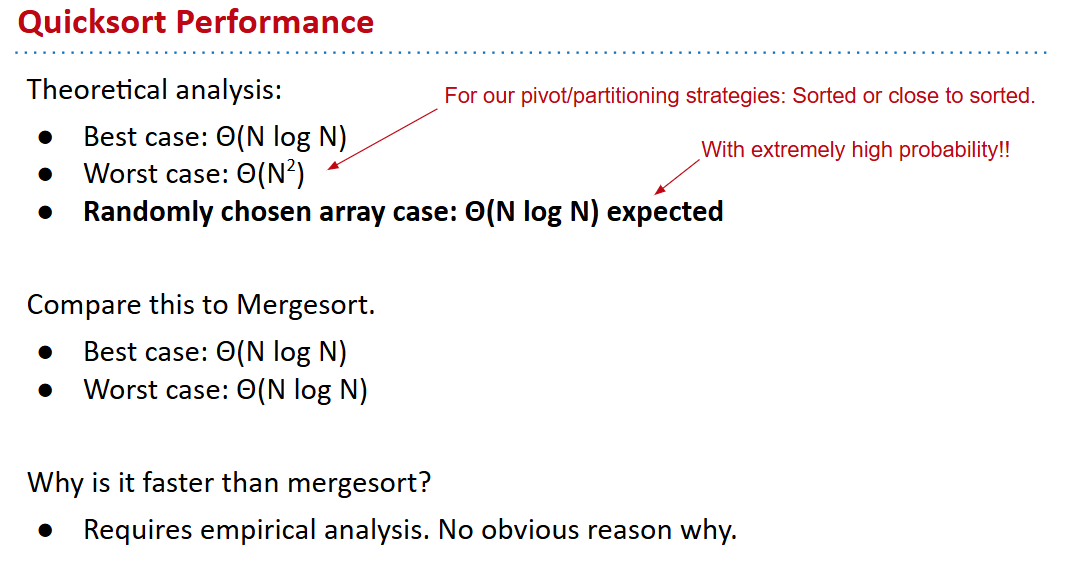 Quicksort Performance
Theoretical analysis:
For our pivot/partitioning strategies: Sorted or close to sorted.
● Best case: Θ(N log N)
With extremely high probability!!
● Worst case: Θ(N²)
● Randomly chosen array case: Θ(N log N) expected
Compare this to Mergesort.
● Best case: Θ(N log N)
● Worst case: Θ(N log N)
Why is it faster than mergesort?
● Requires empirical analysis. No obvious reason why.